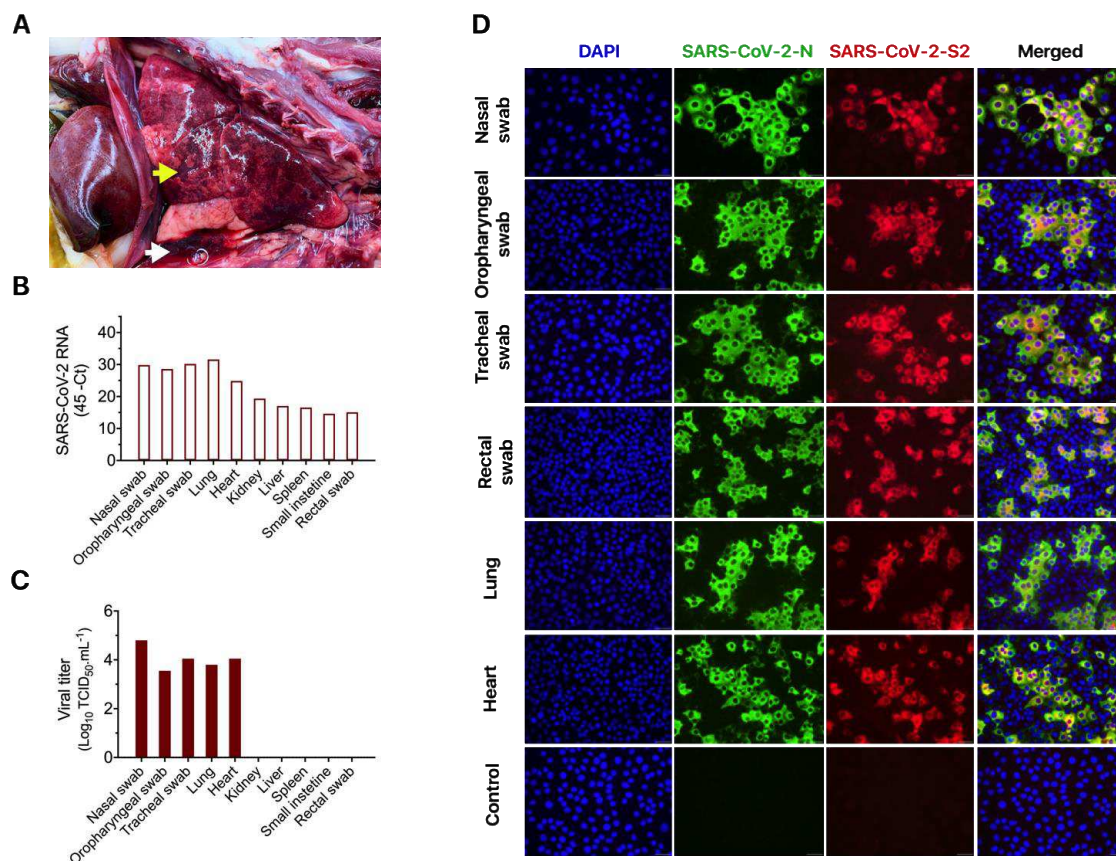 A
B
SARS-CoV-2 RNA
(45 -Ct)
40
30
20
10
0
Nasal swab
Oropharyngeal swab
Tracheal swab
Lung
Heart
Kidney
Liver
Spleen
Small instetine
Rectal swab
C
Viral titer
(Log10 TCID50.mL-1)
6
4
2
0
Nasal swab
Oropharyngeal swab
Tracheal swab
Lung
Heart
Kidney
Liver
Spleen
Small instetine
Rectal swab
D
DAPI SARS-CoV-2-N SARS-CoV-2-S2 Merged
Nasal
swab
Oropharyngeal
swab
Tracheal
swab
Rectal
swab
Lung
Heart
Control